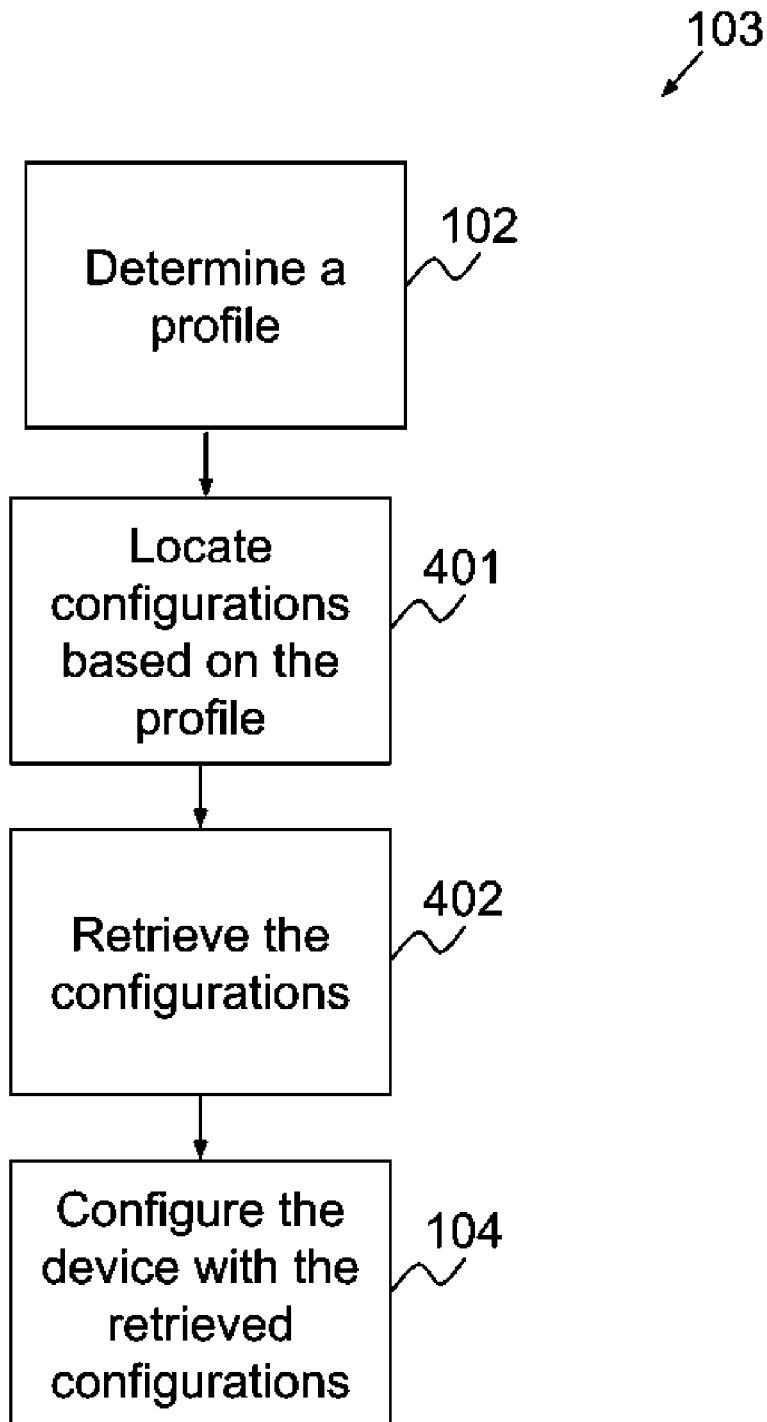 103
Determine a
profile
102
Locate
configurations
based on the
profile
401
Retrieve the
configurations
402
Configure the
device with the
retrieved
configurations
104